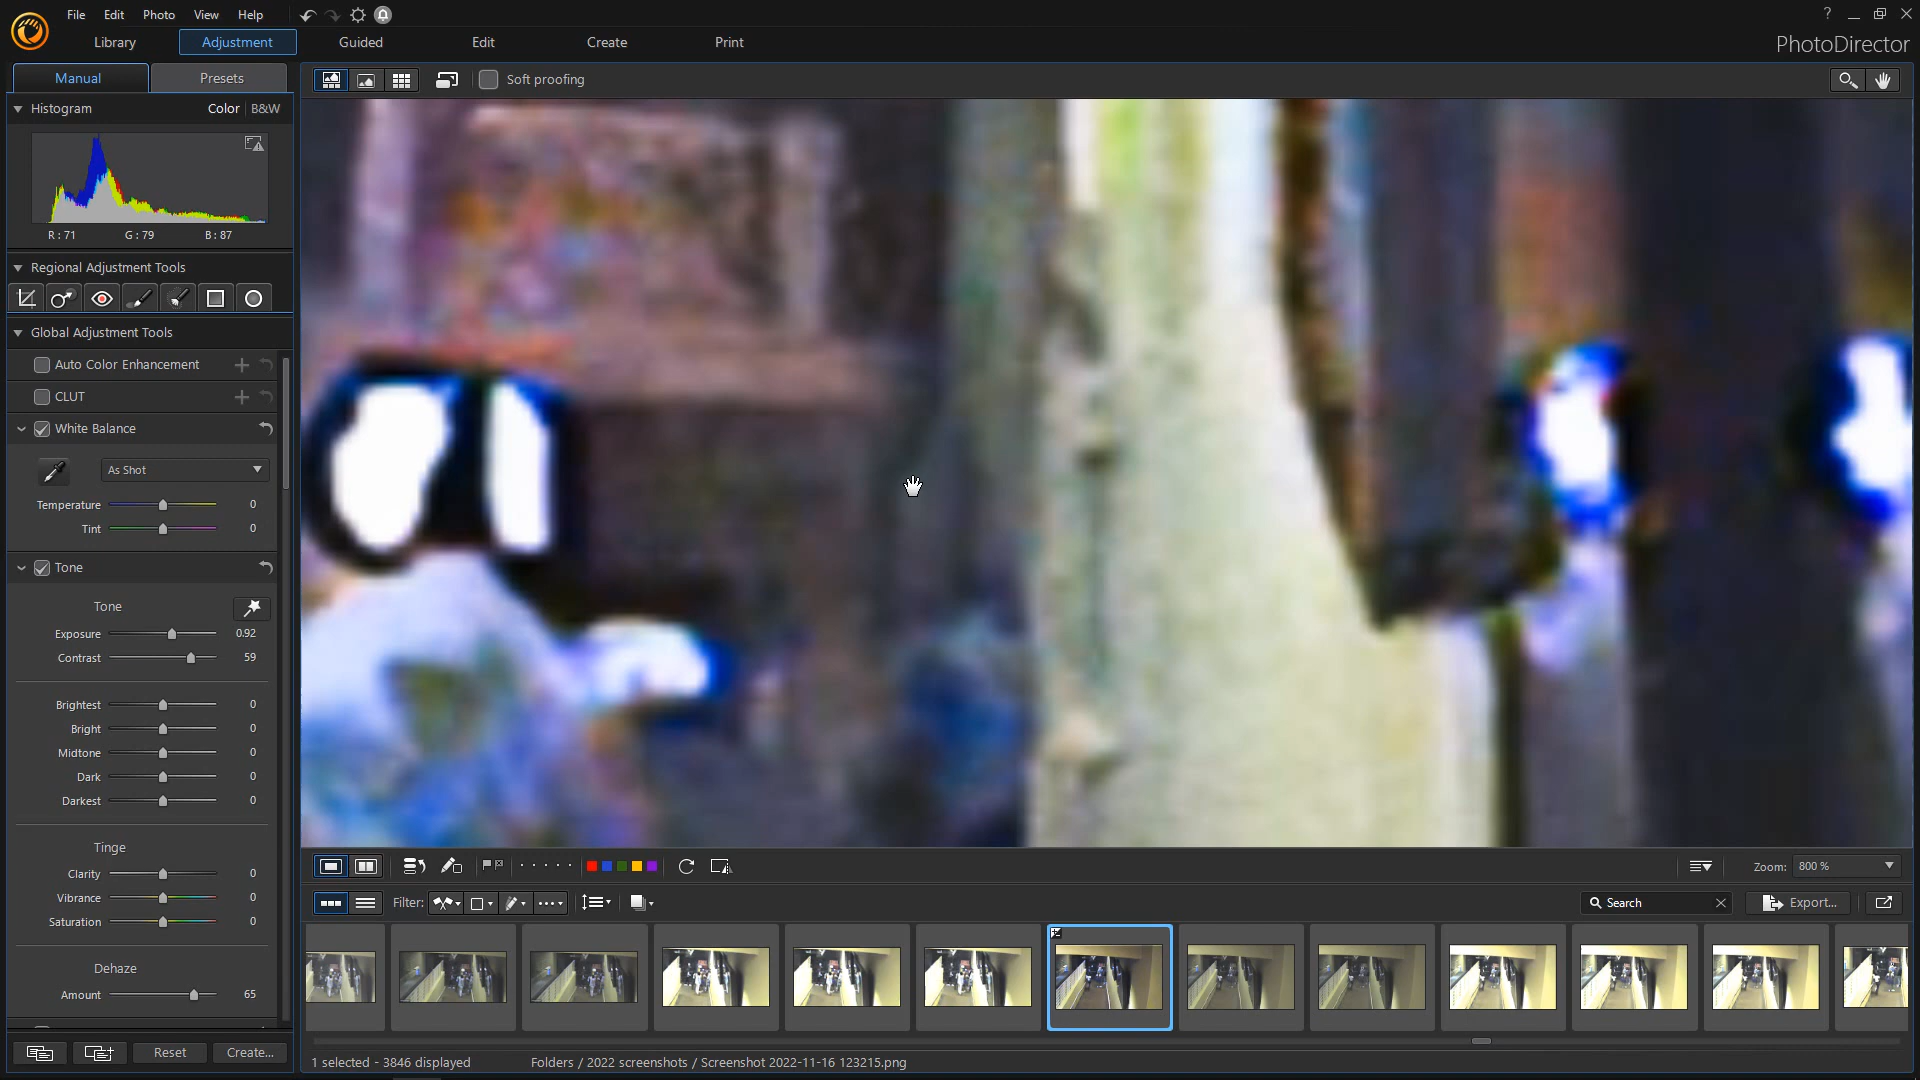 File Edit Photo View Help
?
Library Adjustment Guided Edit Create Print
PhotoDirector
Manual Presets
Soft proofing
Histogram Color | B&W
R : 71 G : 79 B : 87
Regional Adjustment Tools
Global Adjustment Tools
Auto Color Enhancement
CLUT
White Balance
As Shot
Temperature 0
Tint 0
Tone
Tone
Exposure 0.92
Contrast 59
Brightest 0
Bright 0
Midtone 0
Dark 0
Darkest 0
Tinge
Clarity 0
Vibrance 0
Saturation 0
Dehaze
Amount 65
Reset Create...
Zoom: 800 %
Filter:
Search
Export...
1 selected - 3846 displayed
Folders / 2022 screenshots / Screenshot 2022-11-16 123215.png